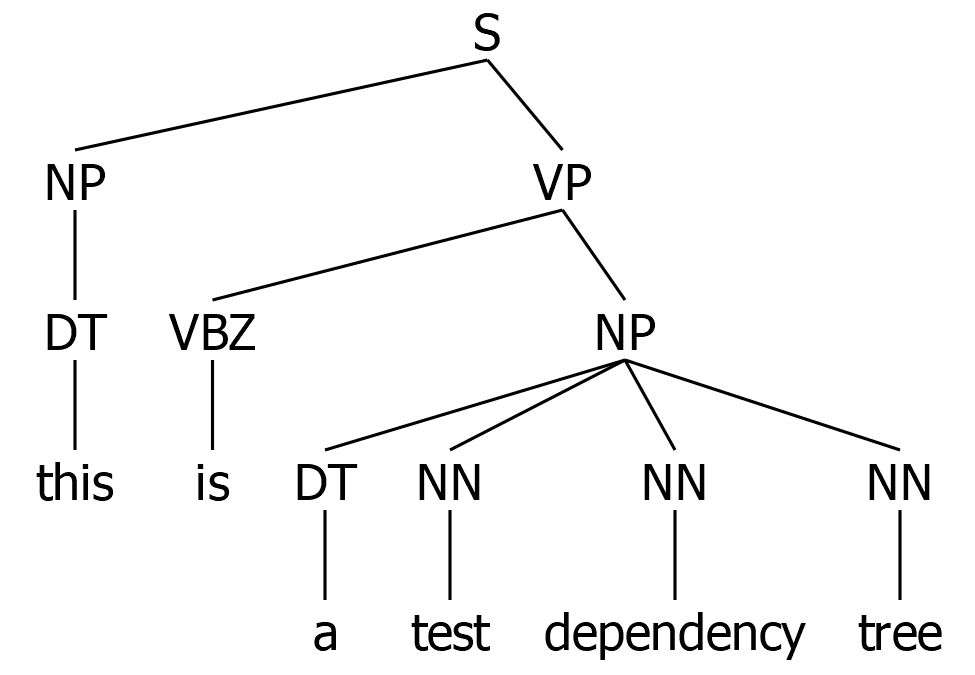 S
NP VP
DT VBZ NP
this is DT NN NN NN
a test dependency tree